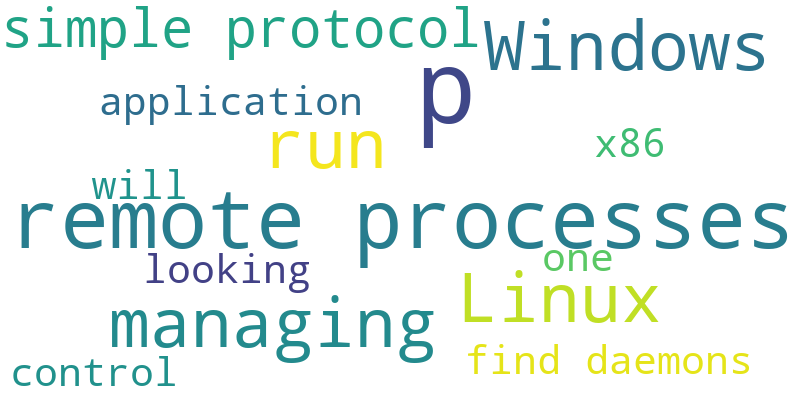 simple protocol
Windows
p
application
run
x86
will
remote processes
one
looking
Linux
managing
find daemons
control